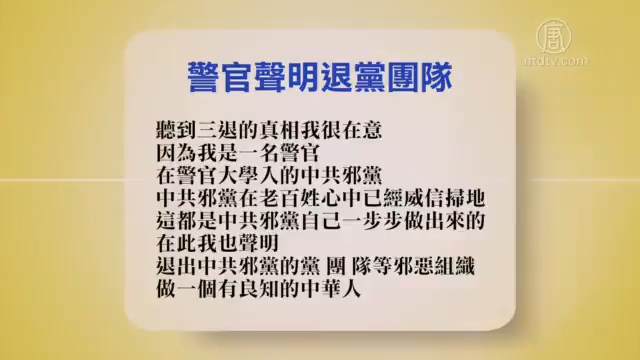 唐
ntdtv.com
警官聲明退黨團隊
聽到三退的真相我很在意
因為我是一名警官
在警官大學入的中共邪黨
中共邪黨在老百姓心中已經威信掃地
這都是中共邪黨自己一步步做出來的
在此我也聲明
退出中共邪黨的黨 團 隊等邪惡組織
做一個有良知的中華人